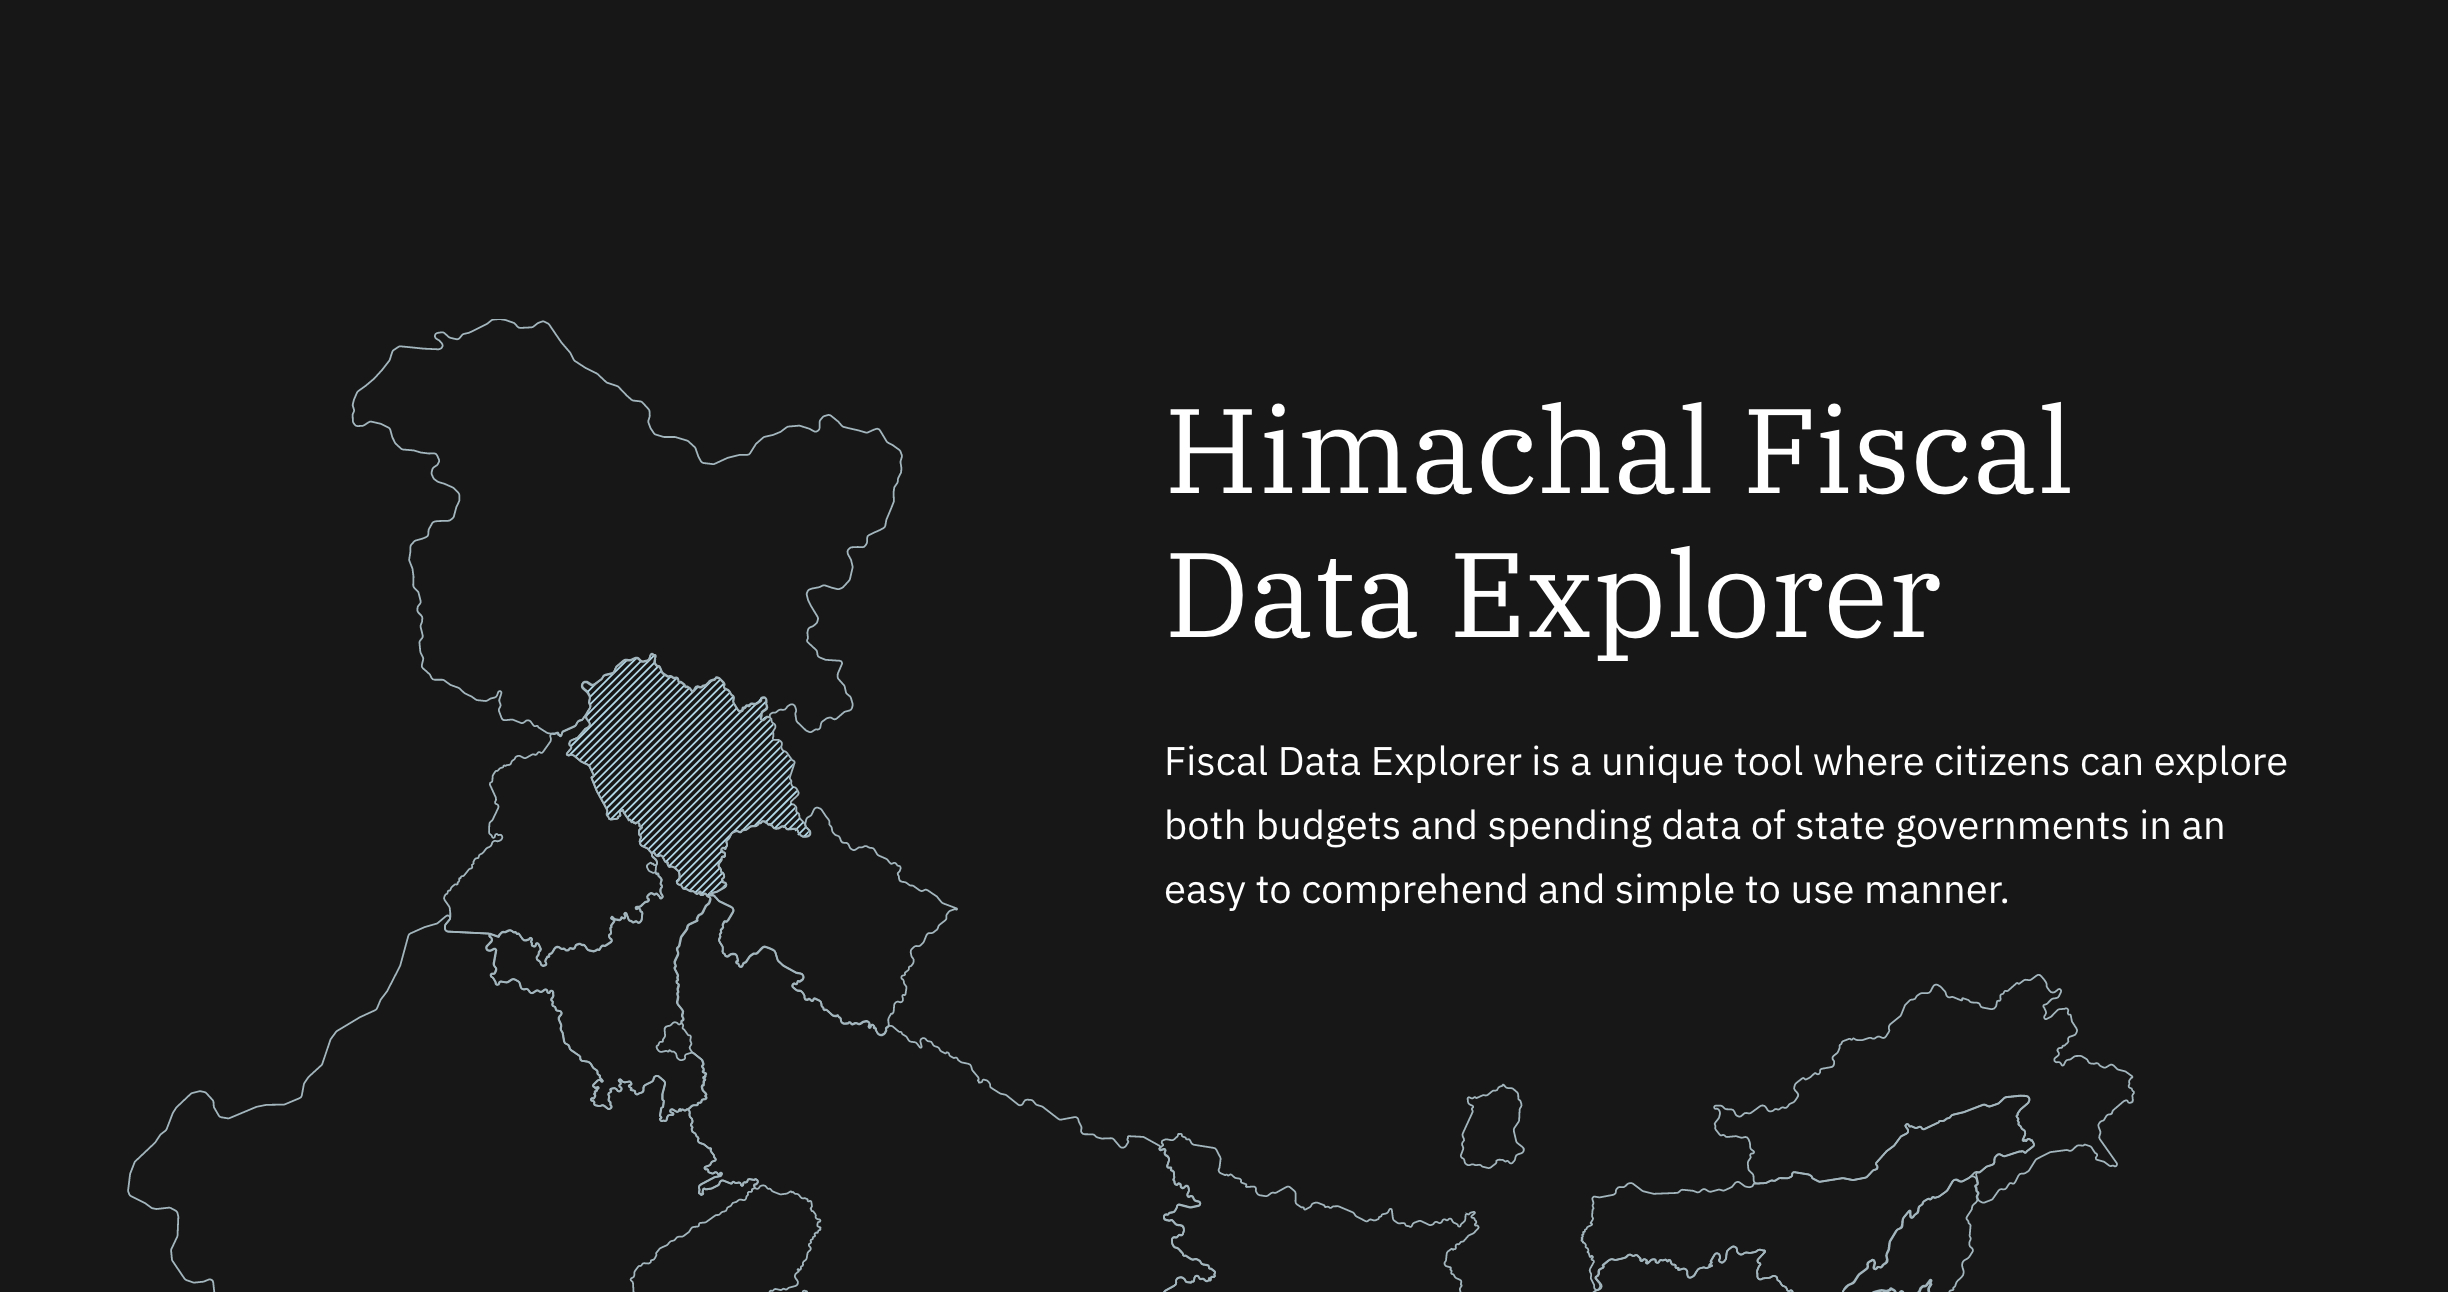 Himachal Fiscal
Data Explorer
Fiscal Data Explorer is a unique tool where citizens can explore
both budgets and spending data of state governments in an
easy to comprehend and simple to use manner.